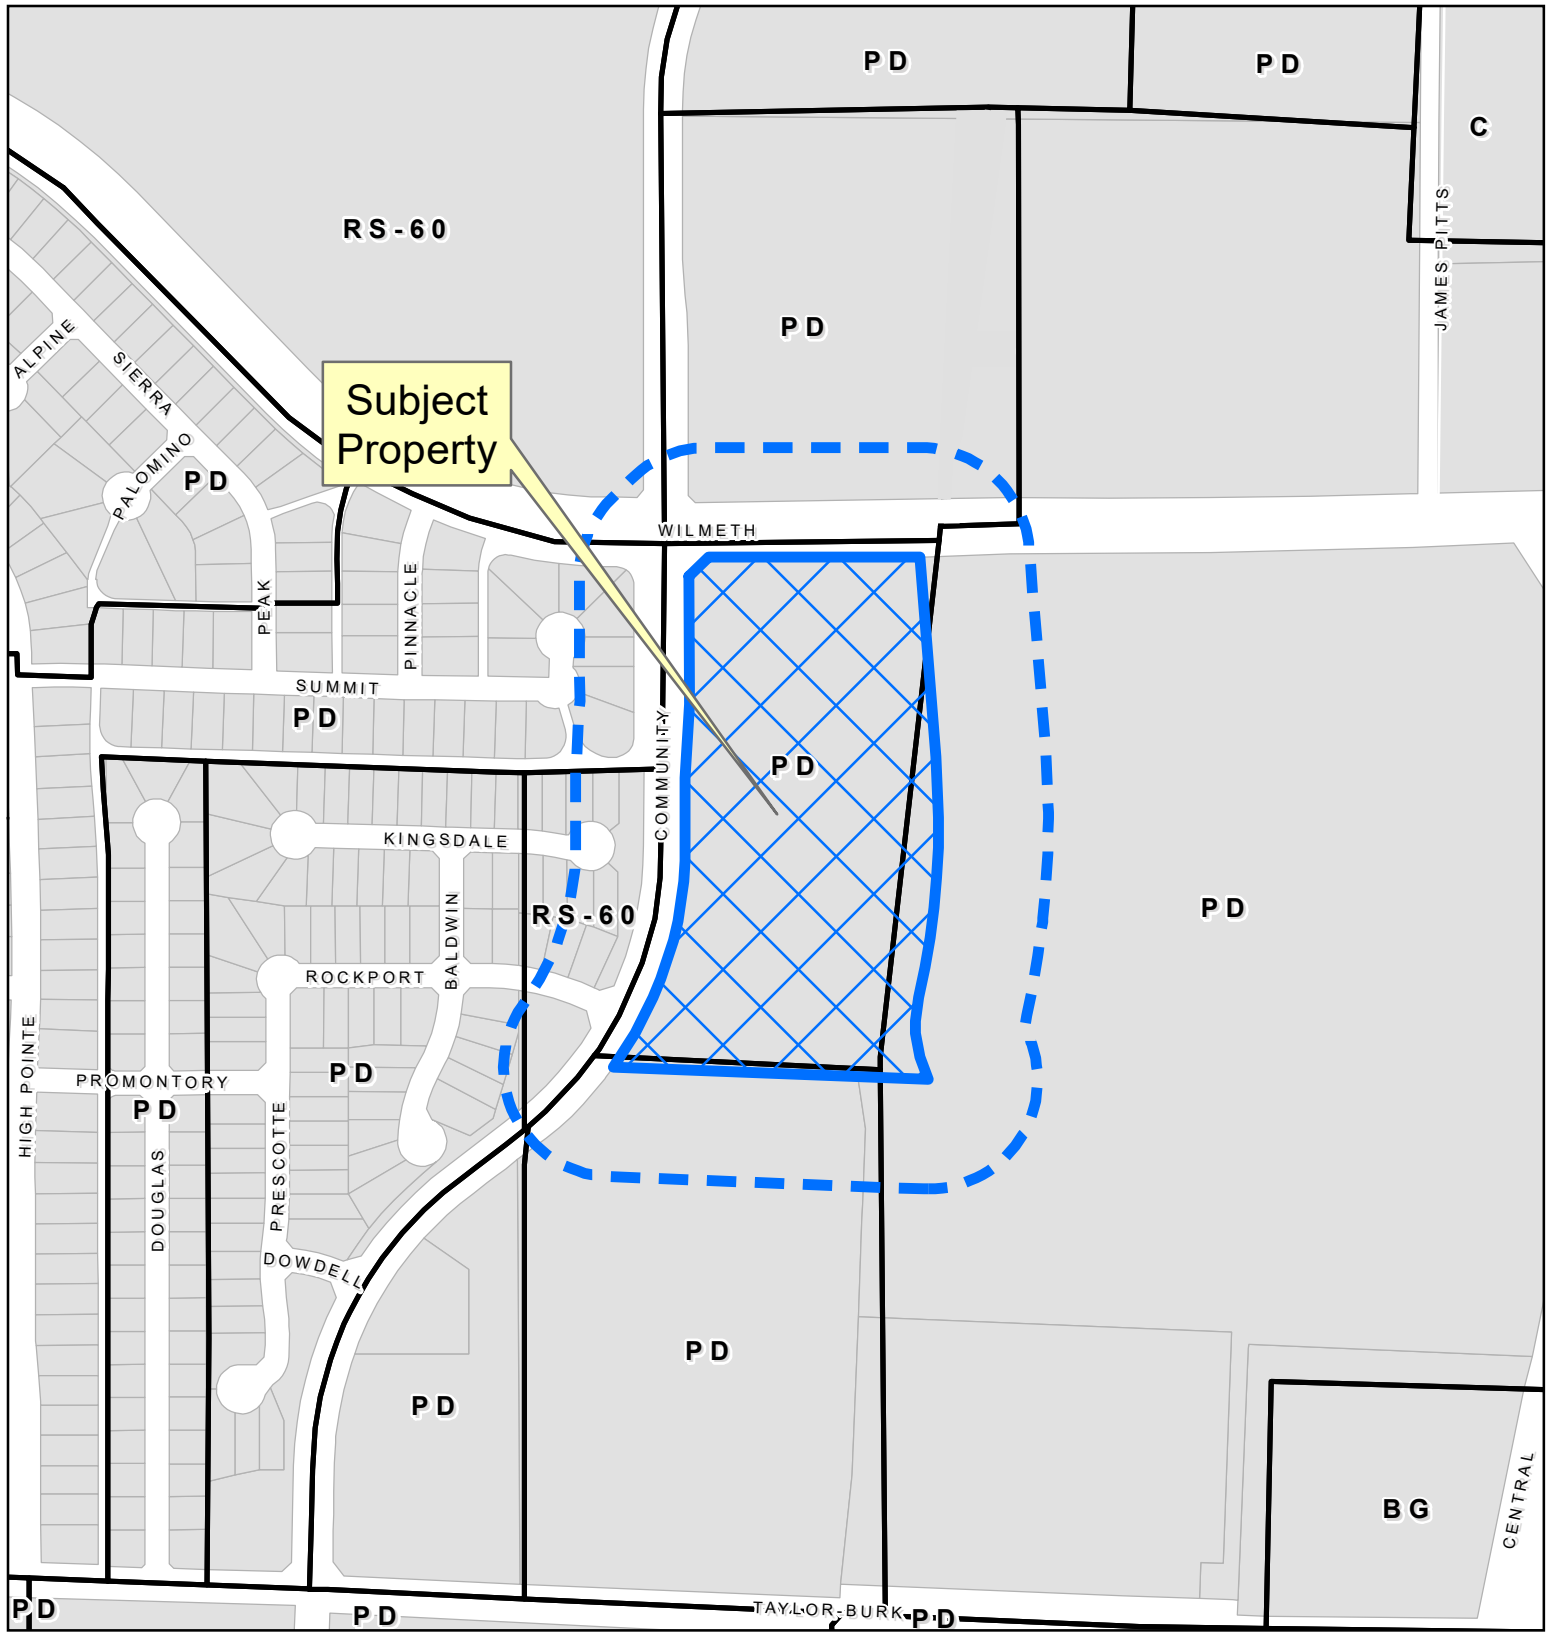 PD
PD
C
JAMES PITTS
RS-60
PD
ALPINE
SIERRA
Subject
Property
PALOMINO
PD
WILMETH
PEAK
PINNACLE
SUMMIT
PD
COMMUNITY
PD
KINGSDALE
BALDWIN
RS-60
PD
ROCKPORT
HIGH POINTE
PROMONTORY
PD
PD
PRESCOTTE
DOUGLAS
DOWDELL
PD
PD
BG
CENTRAL
PD
PD
TAYLOR-BURK
PD